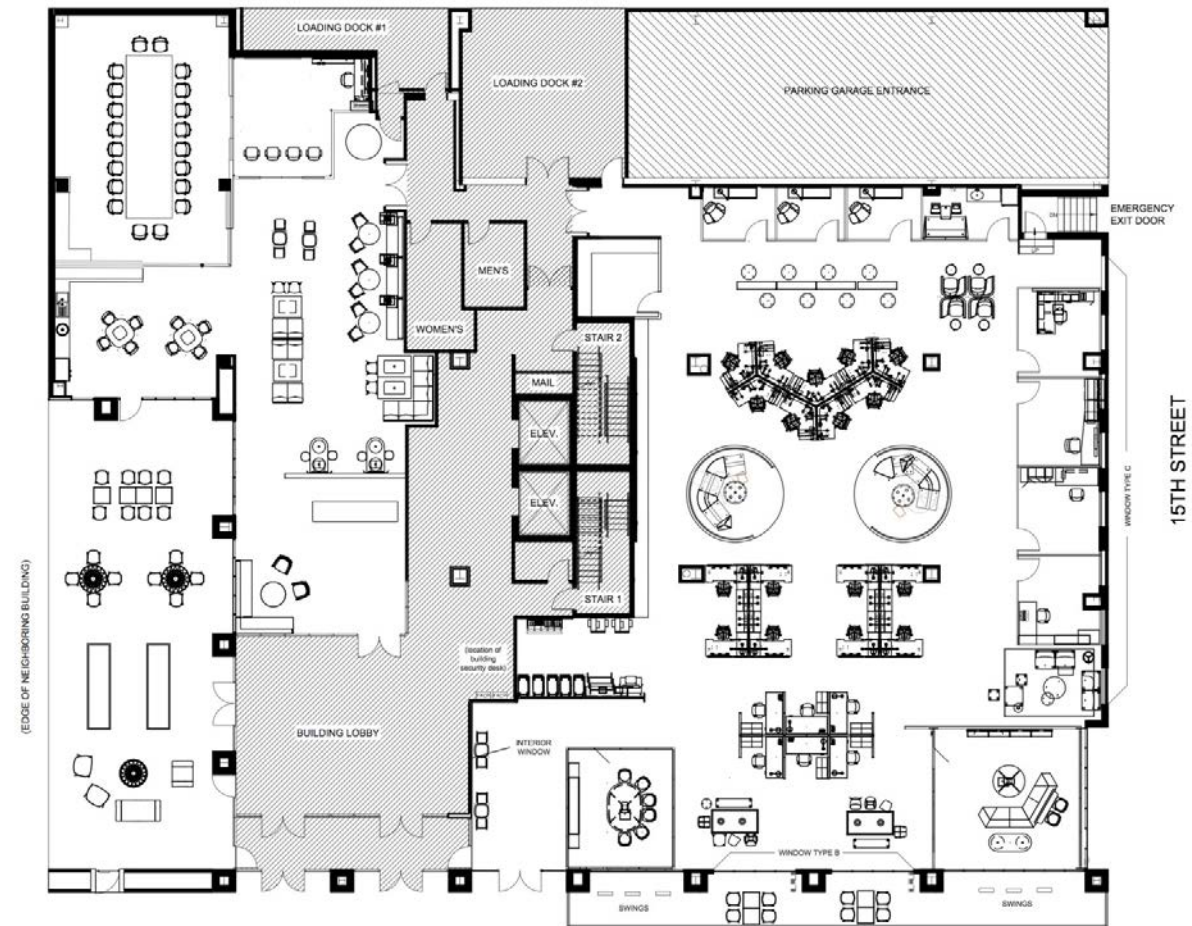 LOADING DOCK #1
LOADING DOCK #2
PARKING GARAGE ENTRANCE
EMERGENCY
EXIT DOOR
MEN'S
WOMEN'S
STAIR 2
MAIL
ELEV.
ELEV.
STAIR 1
(location of
building
security desk)
BUILDING LOBBY
INTERIOR
WINDOW
WINDOW TYPE B
WINDOW TYPE C
15TH STREET
(EDGE OF NEIGHBORING BUILDING)
SWINGS
SWINGS